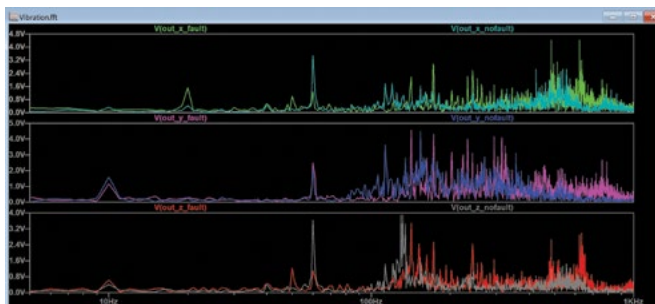 Vibration.fft
V(out_x_fault) V(out_x_nofault)
4.8V
4.0V
3.2V
2.4V
1.6V
0.8V
0.0V
V(out_y_fault) V(out_y_nofault)
5.0V
4.0V
3.0V
2.0V
1.0V
0.0V
V(out_z_fault) V(out_z_nofault)
4.0V
3.2V
2.4V
1.6V
0.8V
0.0V
10Hz 100Hz 1KHz